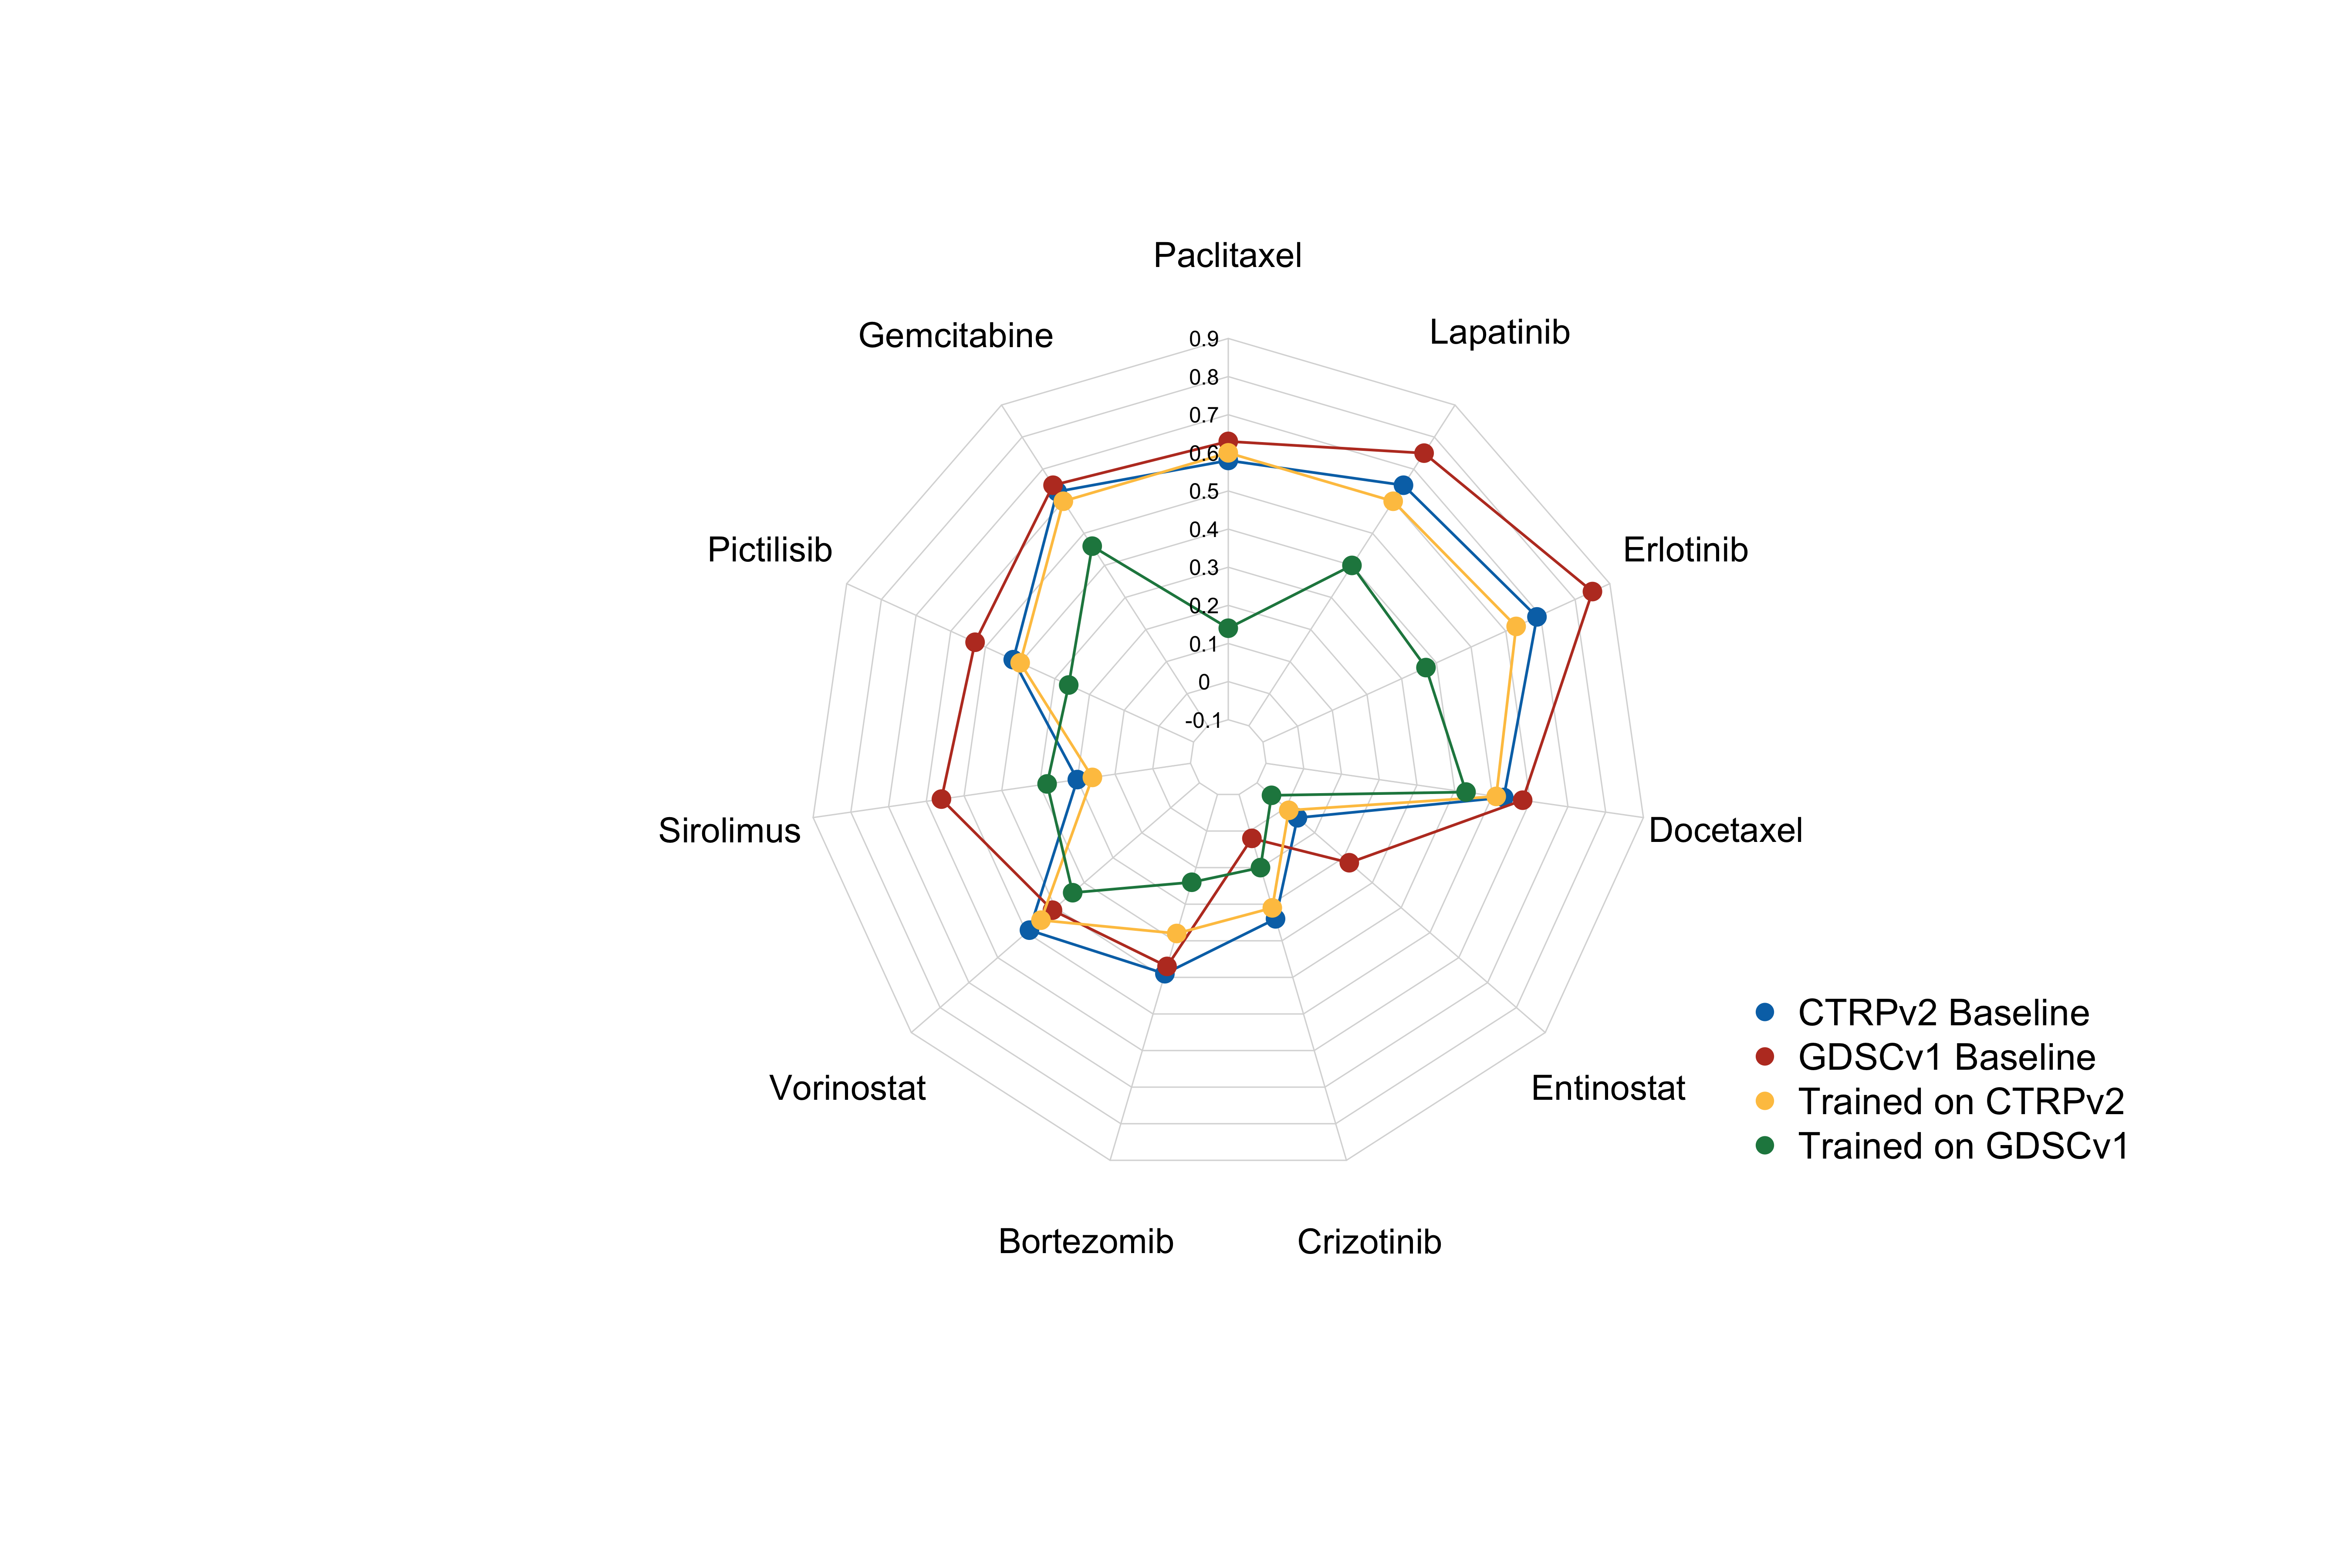 Paclitaxel
Lapatinib
Gemcitabine
0.9
0.8
0.7
0.6
0.5
0.4
0.3
0.2
0.1
0
-0.1
Pictilisib
Erlotinib
Sirolimus
Docetaxel
Vorinostat
Entinostat
Bortezomib
Crizotinib
CTRPv2 Baseline
GDSCv1 Baseline
Trained on CTRPv2
Trained on GDSCv1